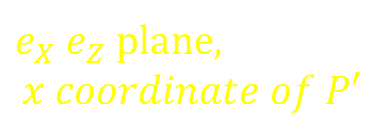 e_X e_Z plane,
x coordinate of P′